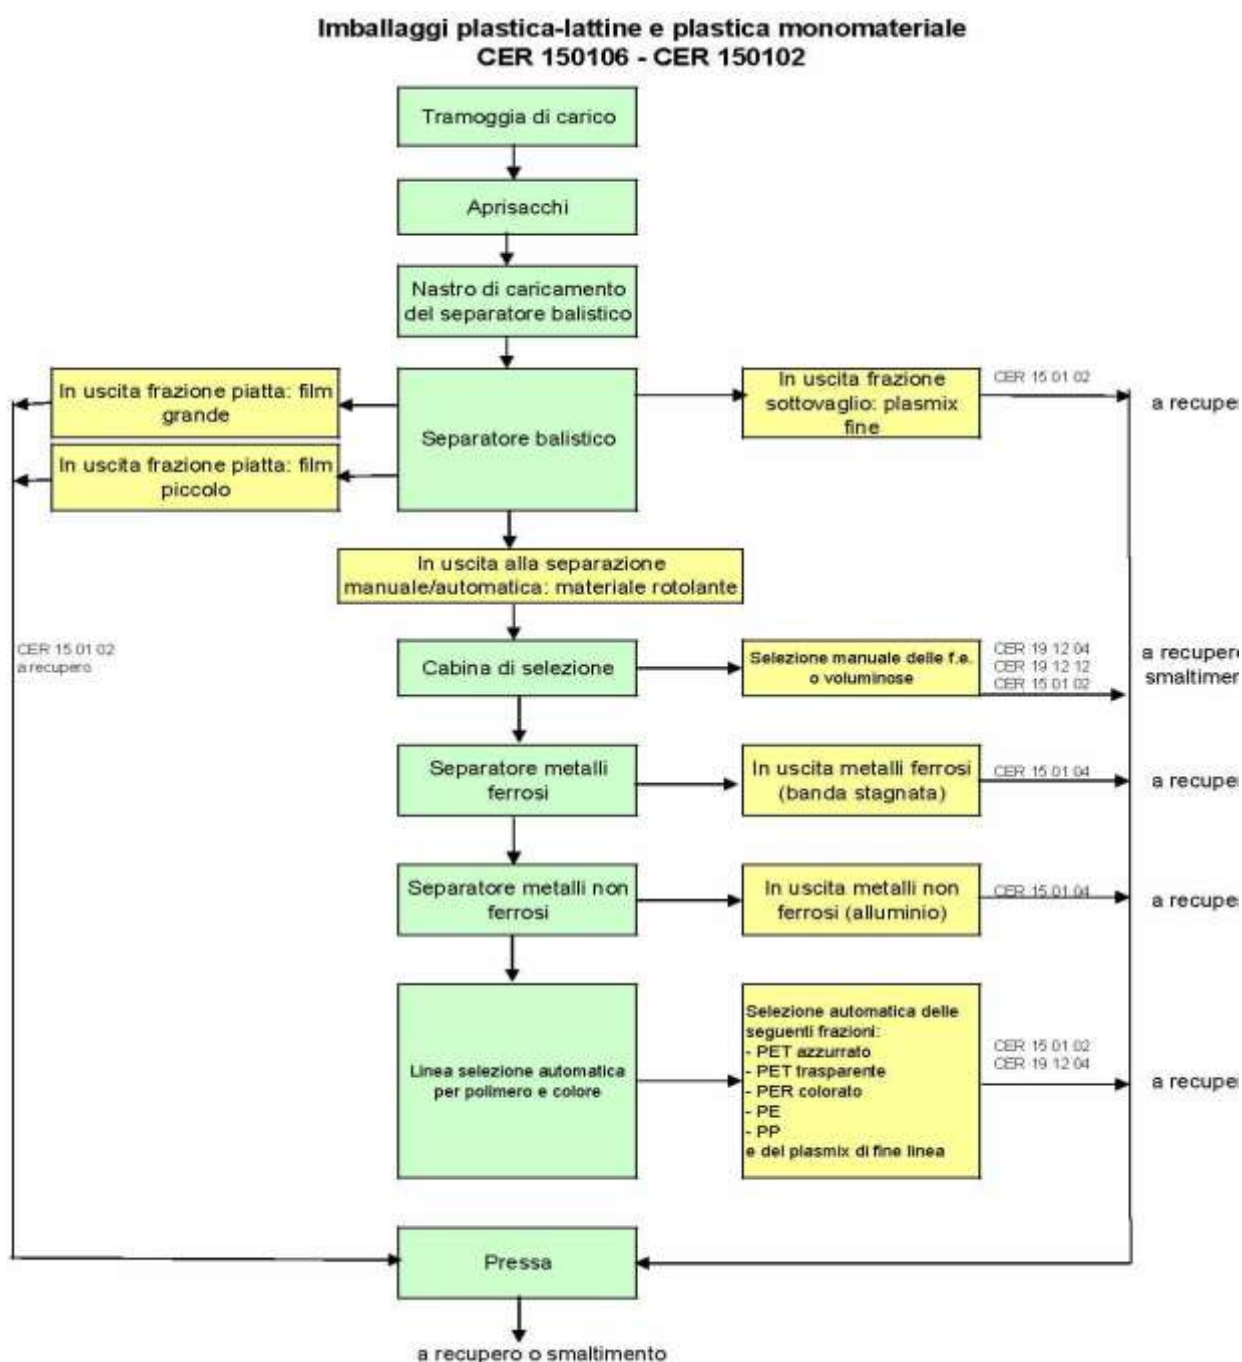 Imballaggi plastica-lattine e plastica monomateriale
CER 150106 - CER 150102
Tramoggia di carico
Aprisacchi
Nastro di caricamento
del separatore balistico
In uscita frazione piatta: film
grande
In uscita frazione piatta: film
piccolo
Separatore balistico
In uscita frazione
sottovaglio: plasmix
fine
CER 15 01 02
a recuper
In uscita alla separazione
manuale/automatica: materiale rotolante
CER 15 01 02
a recupero
Cabina di selezione
Selezione manuale delle f.e.
o voluminose
CER 19 12 04
CER 19 12 12
CER 15 01 02
a recupero
smaltimen
Separatore metalli
ferrosi
In uscita metalli ferrosi
(banda stagnata)
CER 15 01 04
a recuper
Separatore metalli non
ferrosi
In uscita metalli non
ferrosi (alluminio)
CER 15 01 04
a recuper
Linea selezione automatica
per polimero e colore
Selezione automatica delle
seguenti frazioni:
- PET azzurrato
- PET trasparente
- PER colorato
- PE
- PP
e del plasmix di fine linea
CER 15 01 02
CER 19 12 04
a recuper
Pressa
a recupero o smaltimento